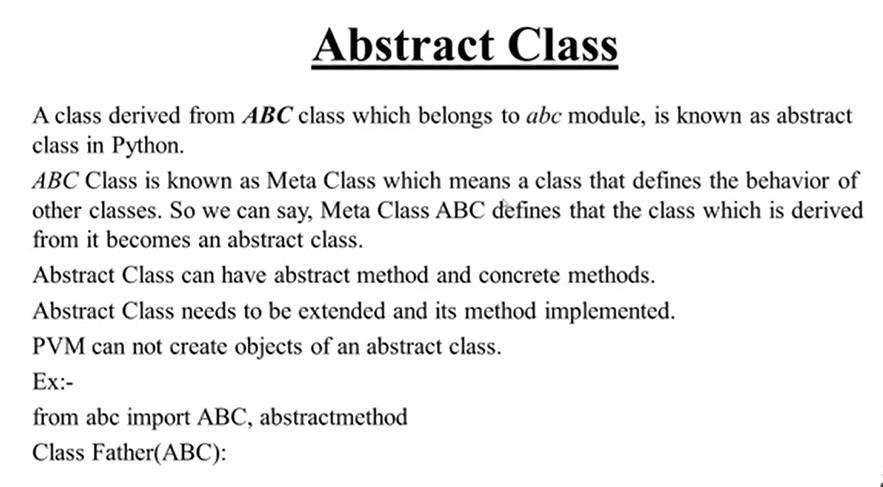 Abstract Class
A class derived from ABC class which belongs to abc module, is known as abstract
class in Python.
ABC Class is known as Meta Class which means a class that defines the behavior of
other classes. So we can say, Meta Class ABC defines that the class which is derived
from it becomes an abstract class.
Abstract Class can have abstract method and concrete methods.
Abstract Class needs to be extended and its method implemented.
PVM can not create objects of an abstract class.
Ex:-
from abc import ABC, abstractmethod
Class Father(ABC):